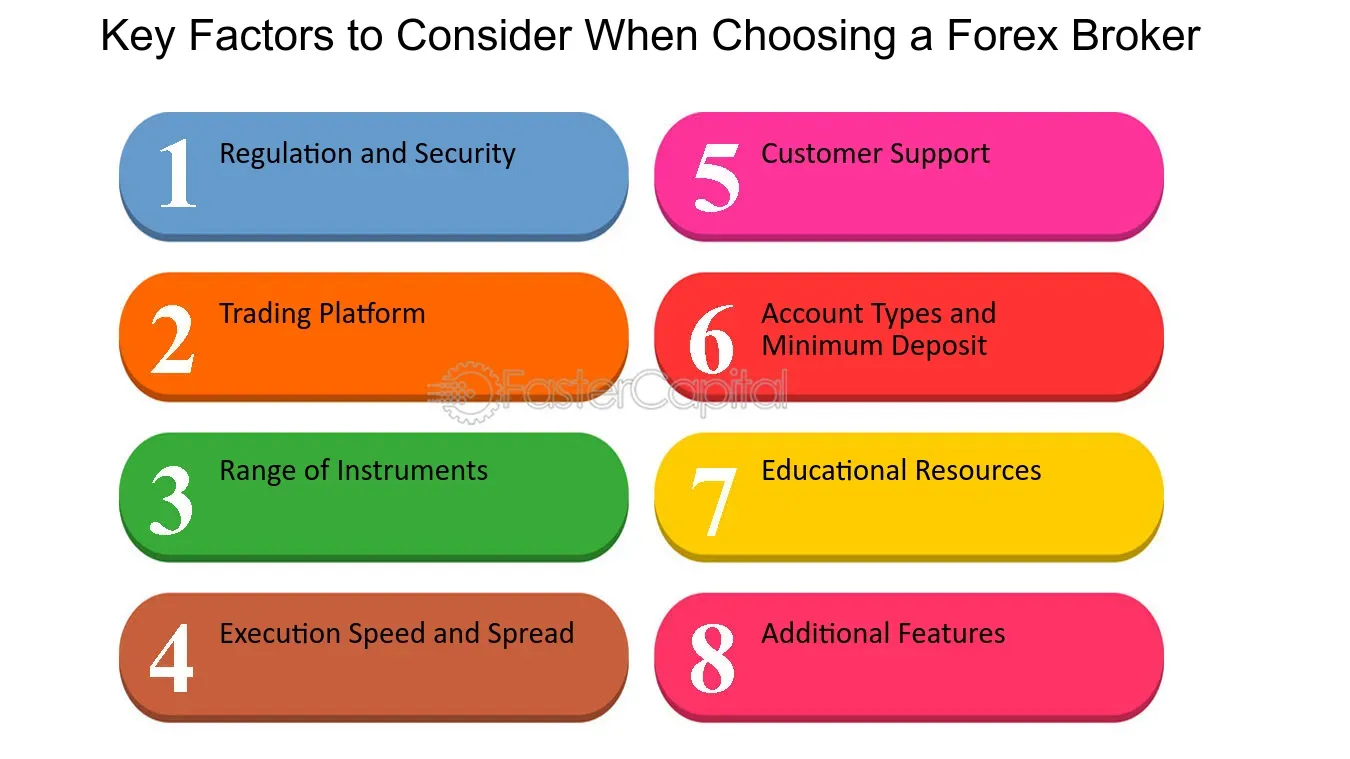 Key Factors to Consider When Choosing a Forex Broker
1 Regulation and Security
2 Trading Platform
3 Range of Instruments
4 Execution Speed and Spread
5 Customer Support
6 Account Types and
Minimum Deposit
7 Educational Resources
8 Additional Features
FasterCapital